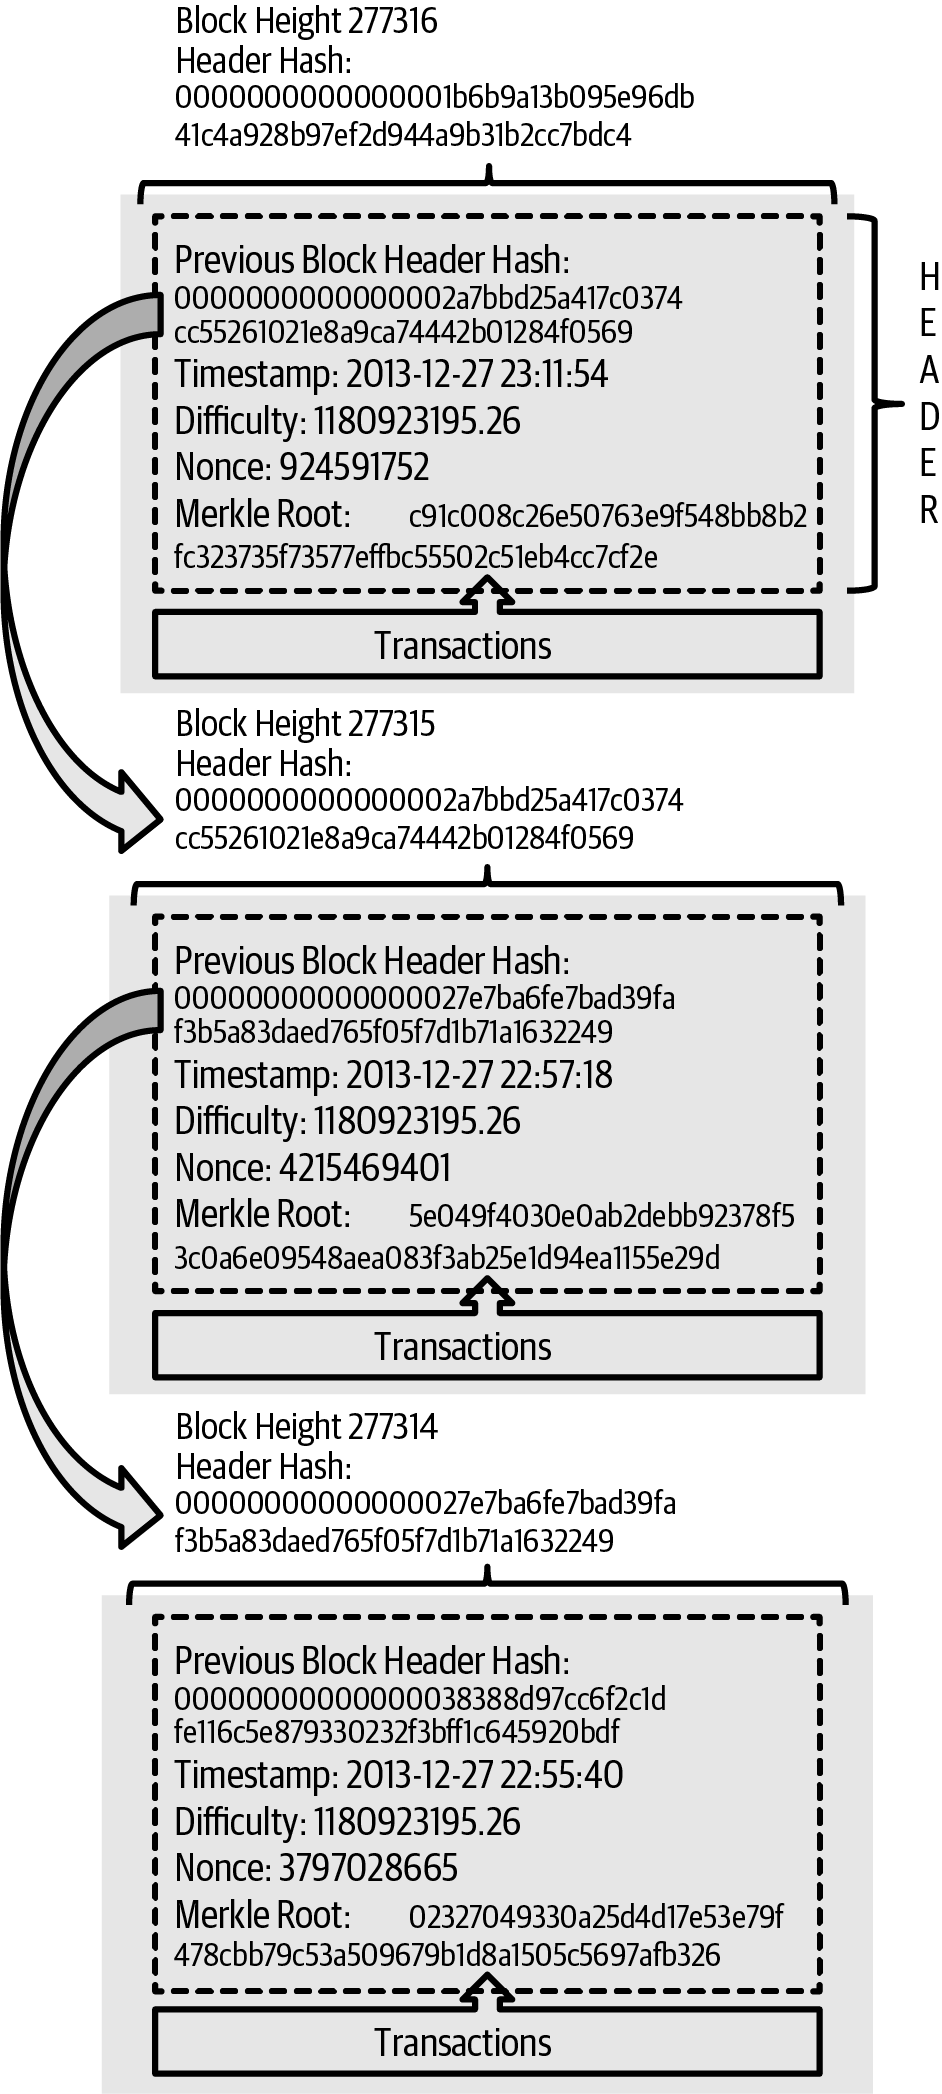 Block Height 277316
Header Hash:
0000000000000001b6b9a13b095e96db
41c4a928b97ef2d944a9b31b2cc7bdc4
Previous Block Header Hash:
0000000000000002a7bbd25a417c0374
cc55261021e8a9ca74442b01284f0569
Timestamp: 2013-12-27 23:11:54
Difficulty: 1180923195.26
Nonce: 924591752
Merkle Root: c91c008c26e50763e9f548bb8b2
fc323735f73577effbc55502c51eb4cc7cf2e
Transactions
HEADER
Block Height 277315
Header Hash:
0000000000000002a7bbd25a417c0374
cc55261021e8a9ca74442b01284f0569
Previous Block Header Hash:
00000000000000027e7ba6fe7bad39fa
f3b5a83daed765f05f7d1b71a1632249
Timestamp: 2013-12-27 22:57:18
Difficulty: 1180923195.26
Nonce: 4215469401
Merkle Root: 5e049f4030e0ab2debb92378f5
3c0a6e09548aea083f3ab25e1d94ea1155e29d
Transactions
Block Height 277314
Header Hash:
00000000000000027e7ba6fe7bad39fa
f3b5a83daed765f05f7d1b71a1632249
Previous Block Header Hash:
00000000000000038388d97cc6f2c1d
fe116c5e879330232f3bff1c645920bdf
Timestamp: 2013-12-27 22:55:40
Difficulty: 1180923195.26
Nonce: 3797028665
Merkle Root: 02327049330a25d4d17e53e79f
478cbb79c53a509679b1d8a1505c5697afb326
Transactions